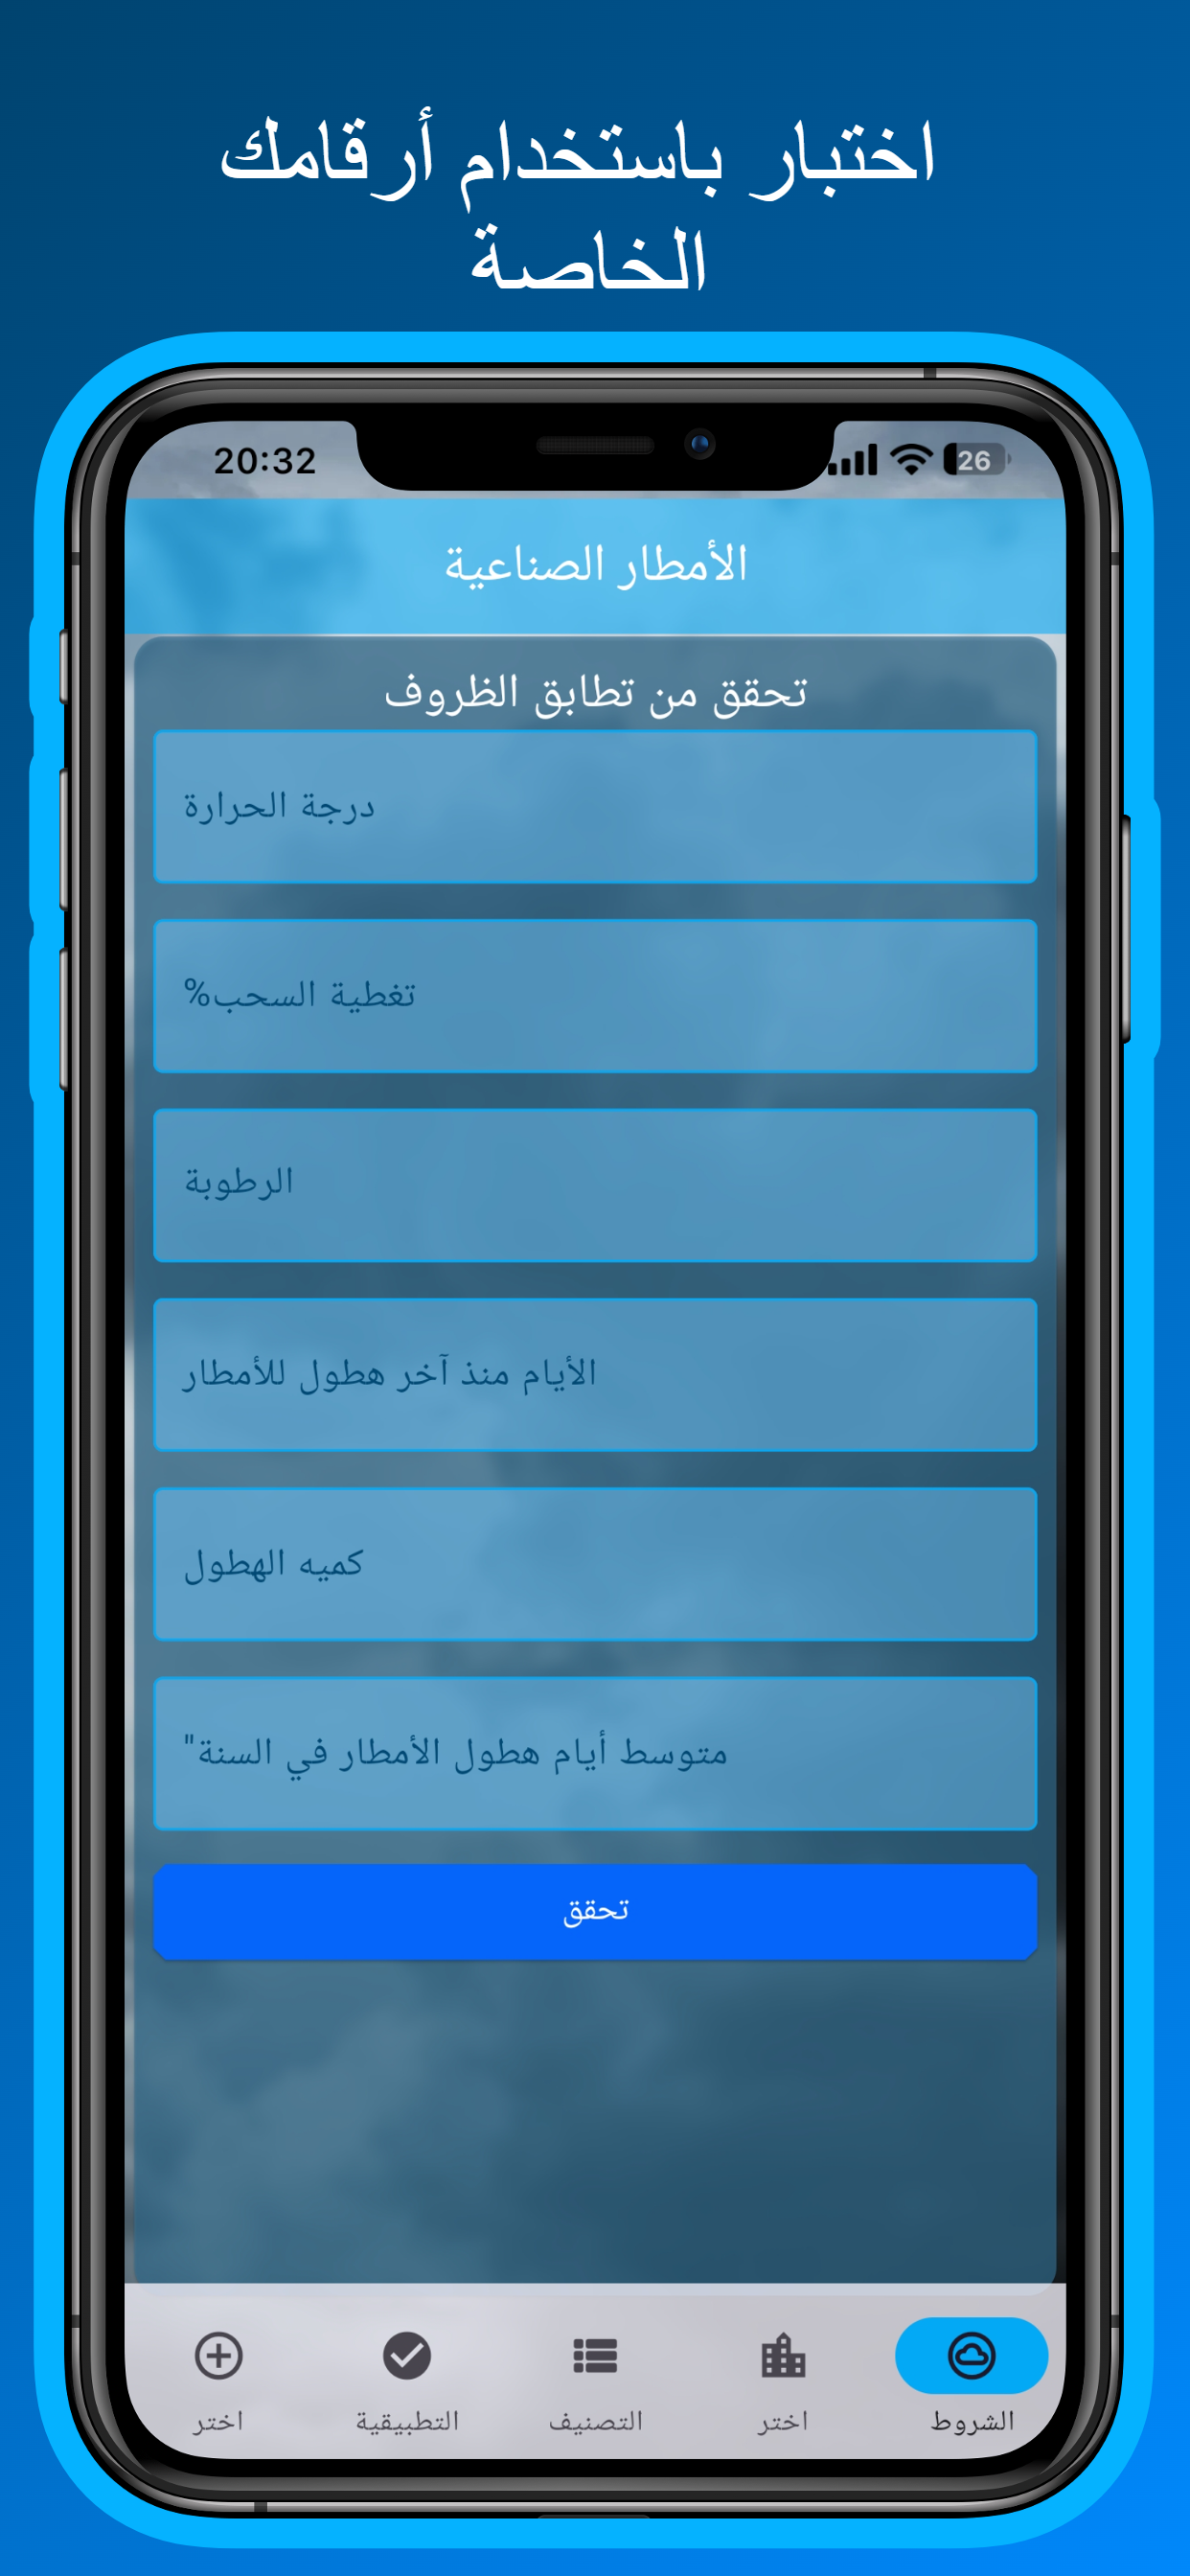 اختبار باستخدام أرقامك
الخاصة
20:32
26
الأمطار الصناعية
تحقق من تطابق الظروف
درجة الحرارة
تغطية السحب%
الرطوبة
الأيام منذ آخر هطول للأمطار
كميه الهطول
متوسط أيام هطول الأمطار في السنة"
تحقق
الشروط
اختر
التصنيف
التطبيقية
اختر